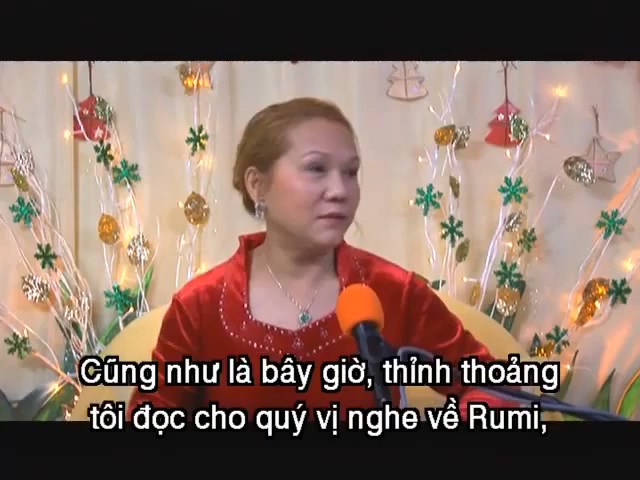 Cũng như là bây giờ, thỉnh thoảng
tôi đọc cho quý vị nghe về Rumi,